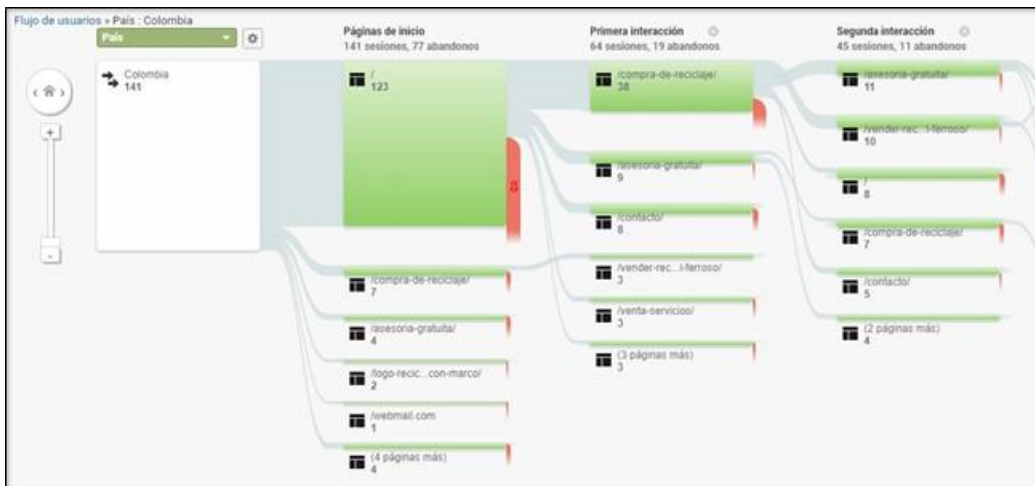 Flujo de usuarios » País : Colombia
País
Colombia
141
Páginas de inicio
141 sesiones, 77 abandonos
/
123
/compra-de-reciclaje/
7
/asesoria-gratuita/
4
/logo-recic...con-marco/
2
/webmail.com
1
(4 páginas más)
4
Primera interacción
64 sesiones, 19 abandonos
/compra-de-reciclaje/
38
/asesoria-gratuita/
9
/contacto/
8
/vender-rec...l-ferroso/
3
/venta-servicios/
3
(3 páginas más)
3
Segunda interacción
45 sesiones, 11 abandonos
/asesoria-gratuita/
11
/vender-rec...l-ferroso/
10
/
8
/compra-de-reciclaje/
7
/contacto/
5
(2 páginas más)
4